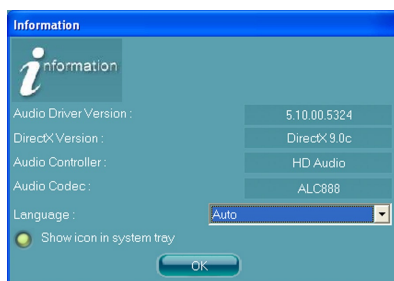 Information
information
Audio Driver Version : 5.10.00.5324
DirectX Version : DirectX 9.0c
Audio Controller : HD Audio
Audio Codec : ALC888
Language : Auto
Show icon in system tray
OK